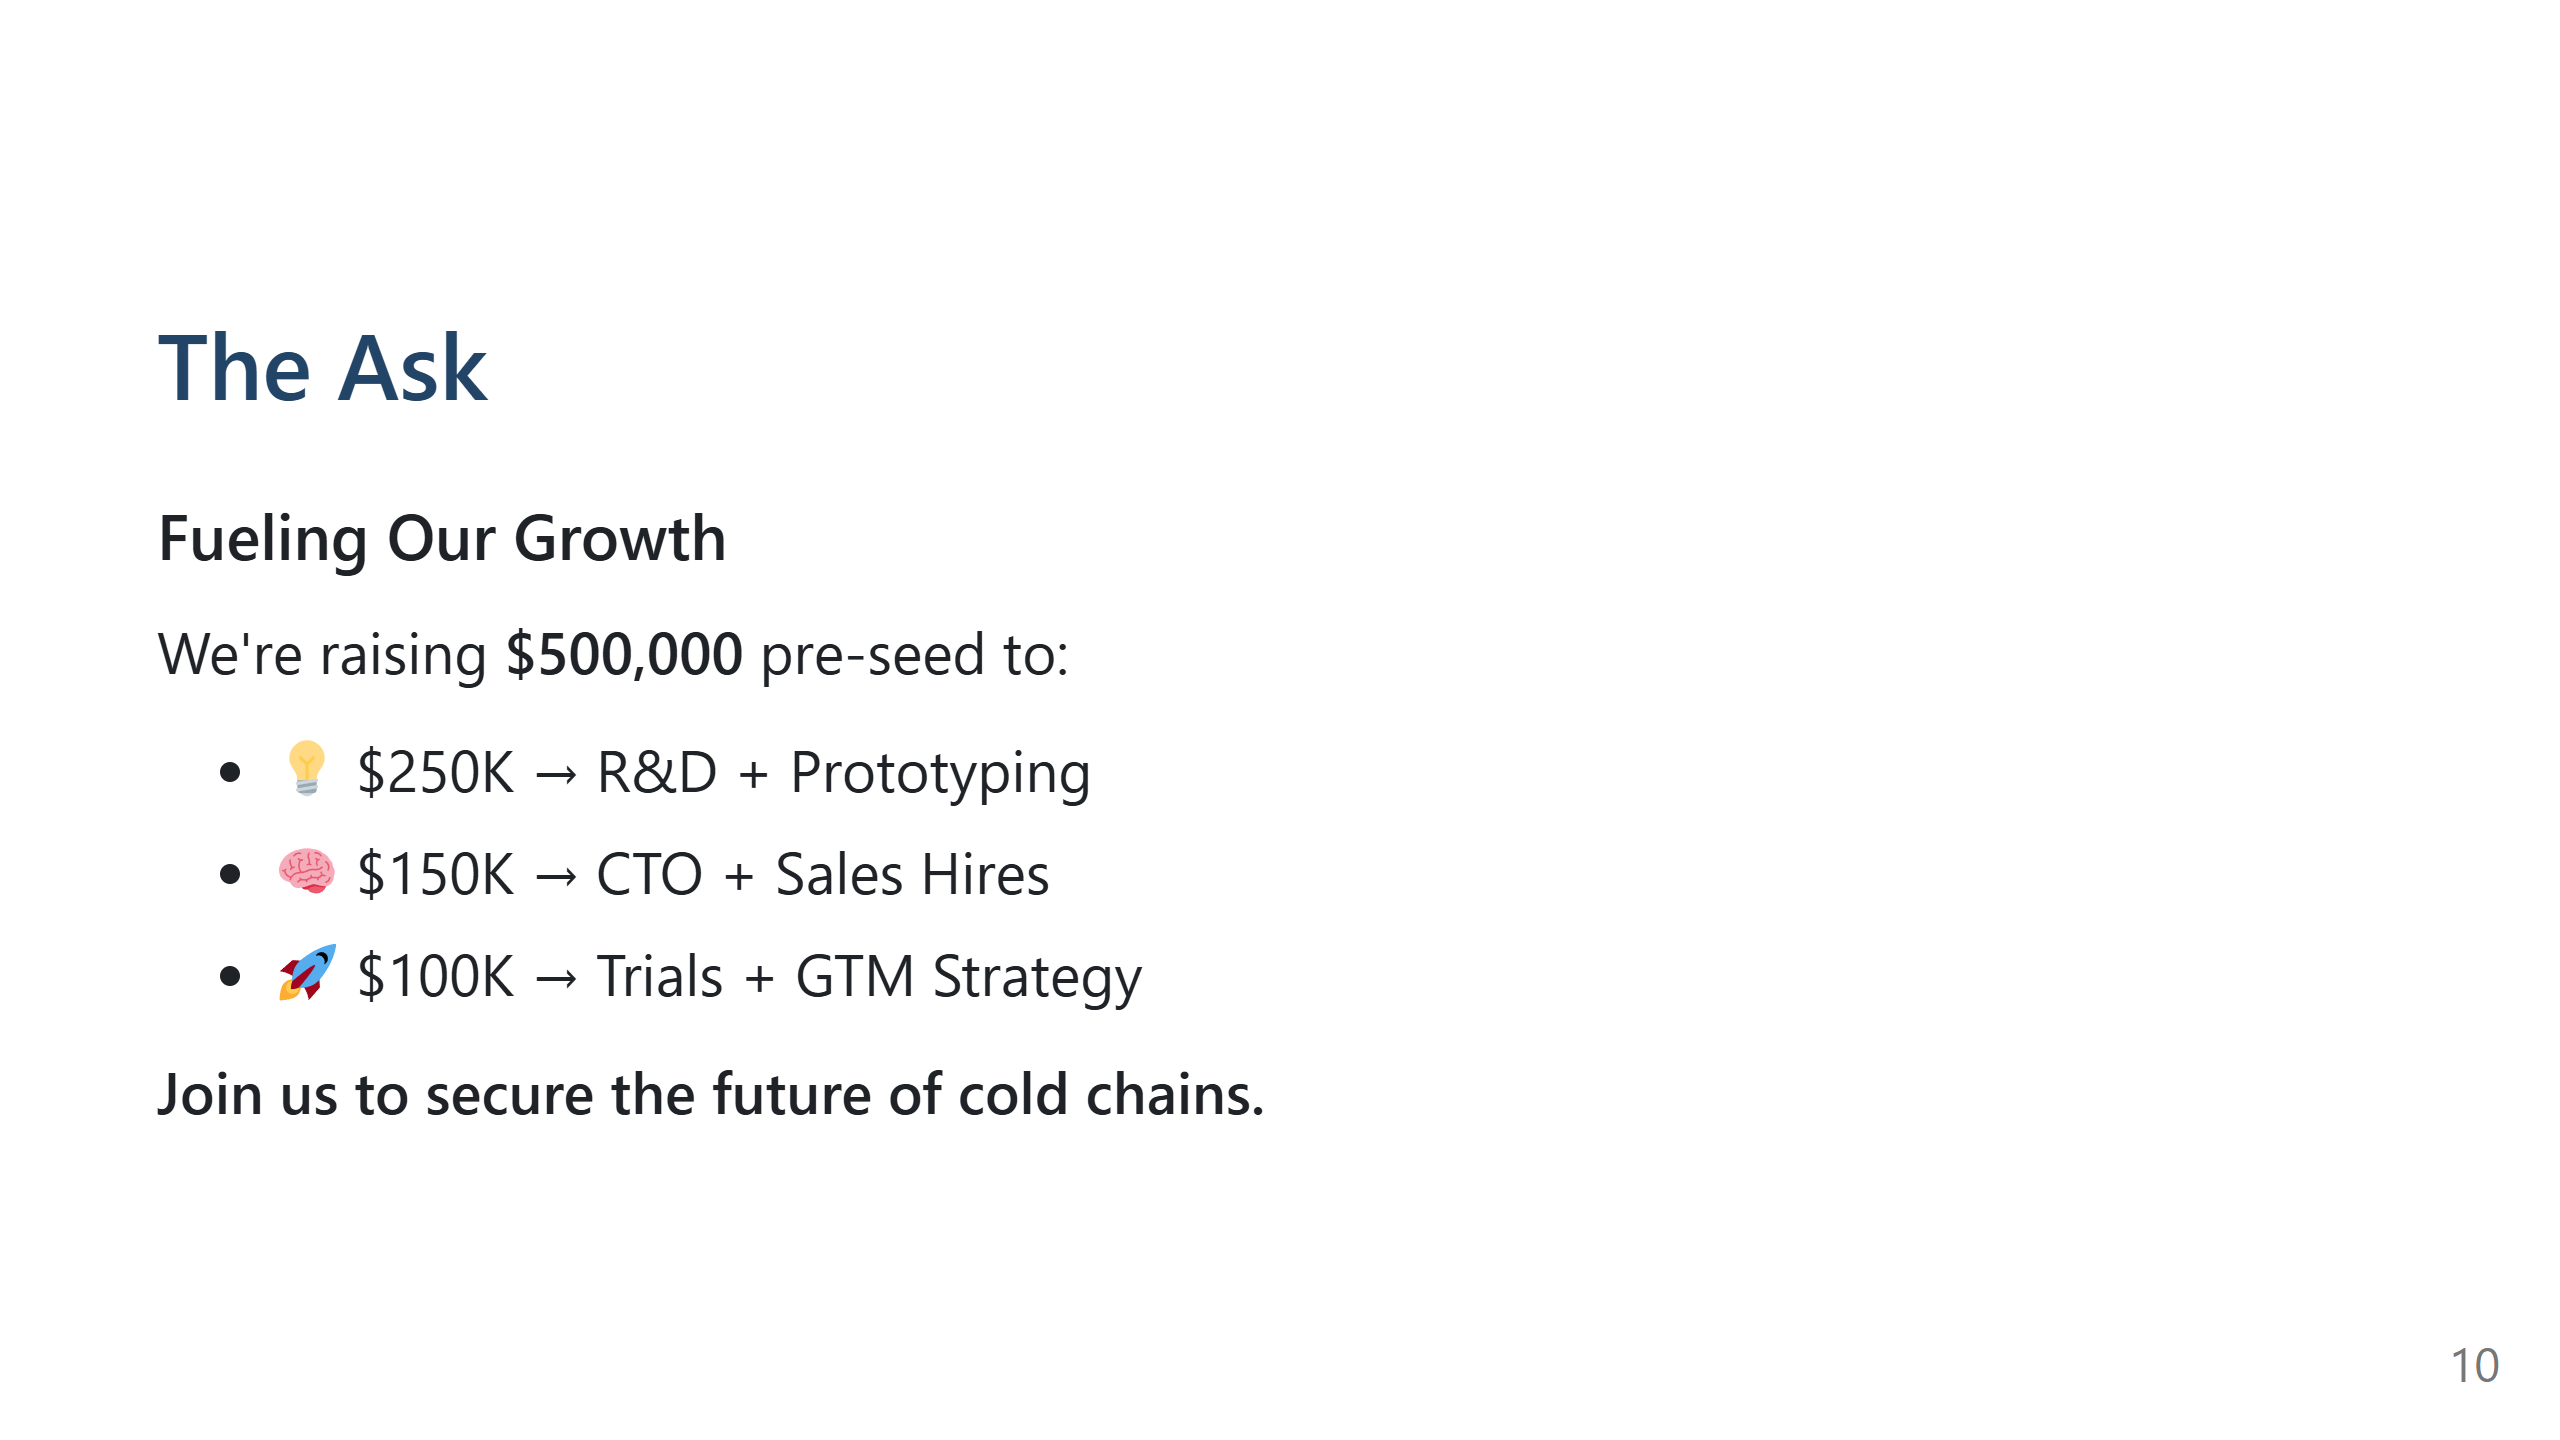 The Ask
Fueling Our Growth
We're raising $500,000 pre-seed to:
• 💡 $250K → R&D + Prototyping
• 🧠 $150K → CTO + Sales Hires
• 🚀 $100K → Trials + GTM Strategy
Join us to secure the future of cold chains.
10